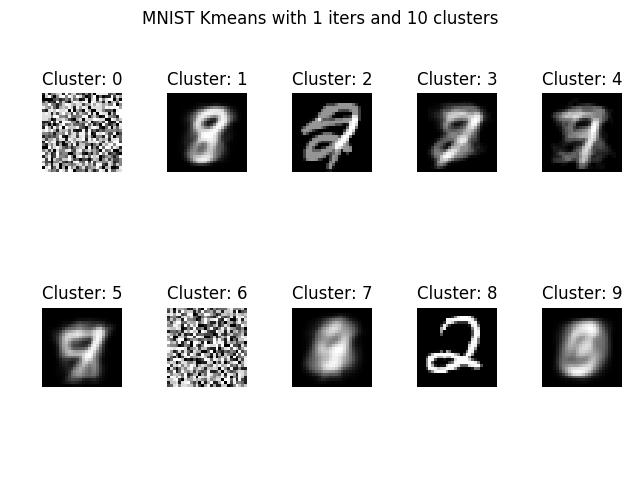 MNIST Kmeans with 1 iters and 10 clusters
Cluster: 0 Cluster: 1 Cluster: 2 Cluster: 3 Cluster: 4
Cluster: 5 Cluster: 6 Cluster: 7 Cluster: 8 Cluster: 9
2